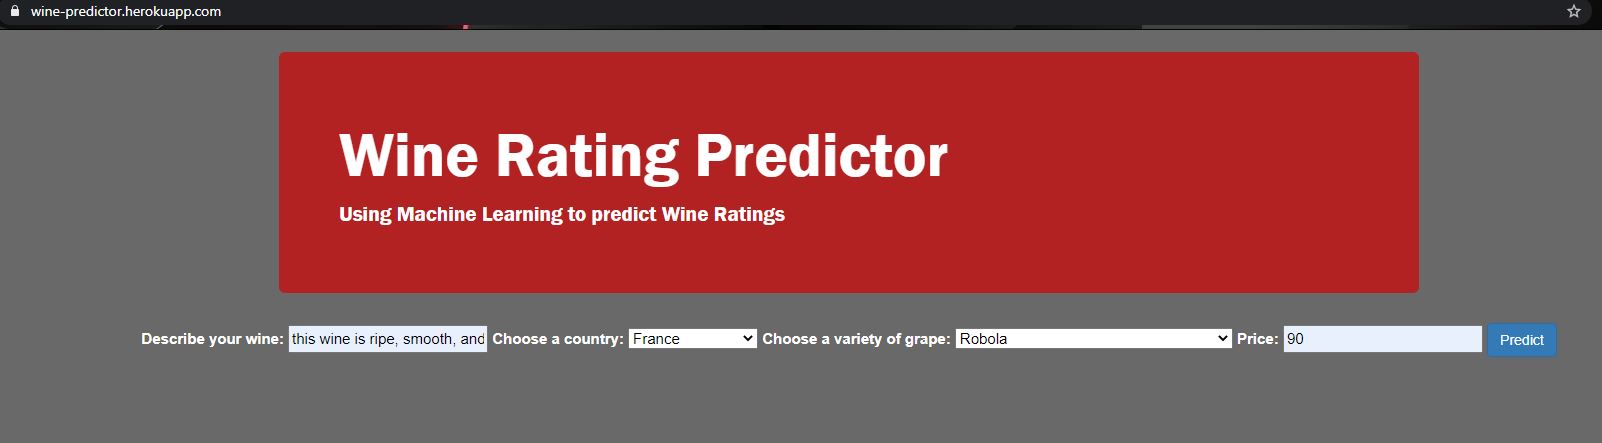 wine-predictor.herokuapp.com
Wine Rating Predictor
Using Machine Learning to predict Wine Ratings
Describe your wine: this wine is ripe, smooth, and Choose a country: France Choose a variety of grape: Robola Price: 90 Predict